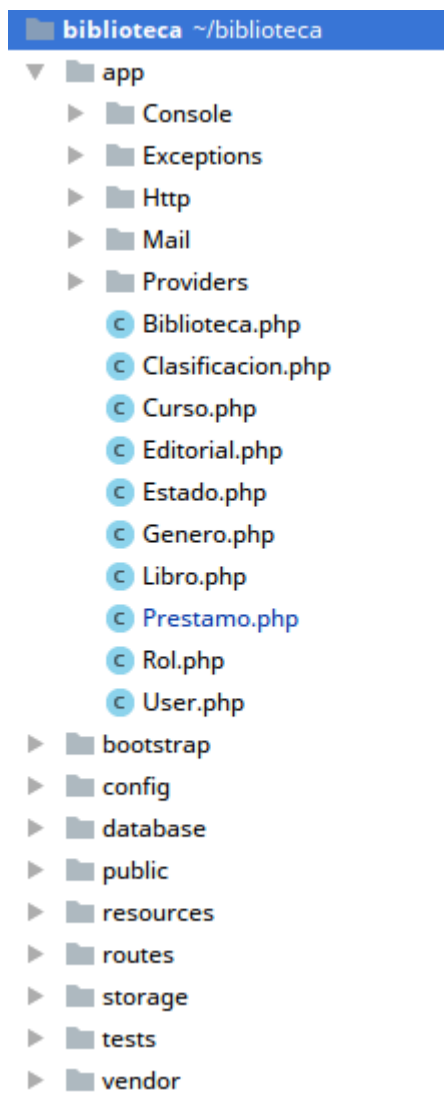 biblioteca ~/biblioteca
app
Console
Exceptions
Http
Mail
Providers
C Biblioteca.php
C Clasificacion.php
C Curso.php
C Editorial.php
C Estado.php
C Genero.php
C Libro.php
C Prestamo.php
C Rol.php
C User.php
bootstrap
config
database
public
resources
routes
storage
tests
vendor